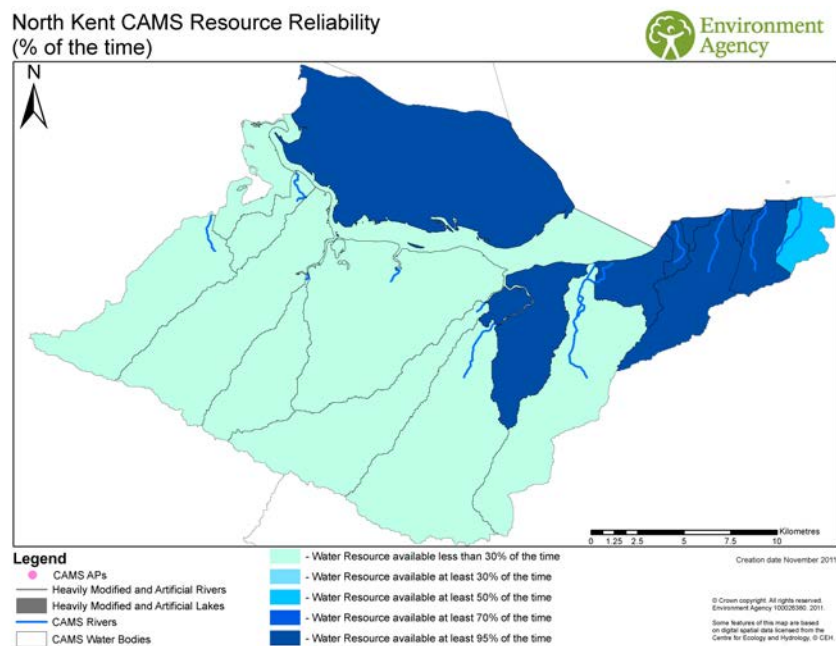 North Kent CAMS Resource Reliability
(% of the time)
Environment
Agency
N
Kilometres
0 1.25 2.5 5 7.5 10
Legend
CAMS APs
Heavily Modified and Artificial Rivers
Heavily Modified and Artificial Lakes
CAMS Rivers
CAMS Water Bodies
- Water Resource available less than 30% of the time
- Water Resource available at least 30% of the time
- Water Resource available at least 50% of the time
- Water Resource available at least 70% of the time
- Water Resource available at least 95% of the time
Creation date November 2011
© Crown copyright. All rights reserved.
Environment Agency 100026380. 2011.
Some features of this map are based
on digital spatial data licensed from the
Centre for Ecology and Hydrology, © CEH.